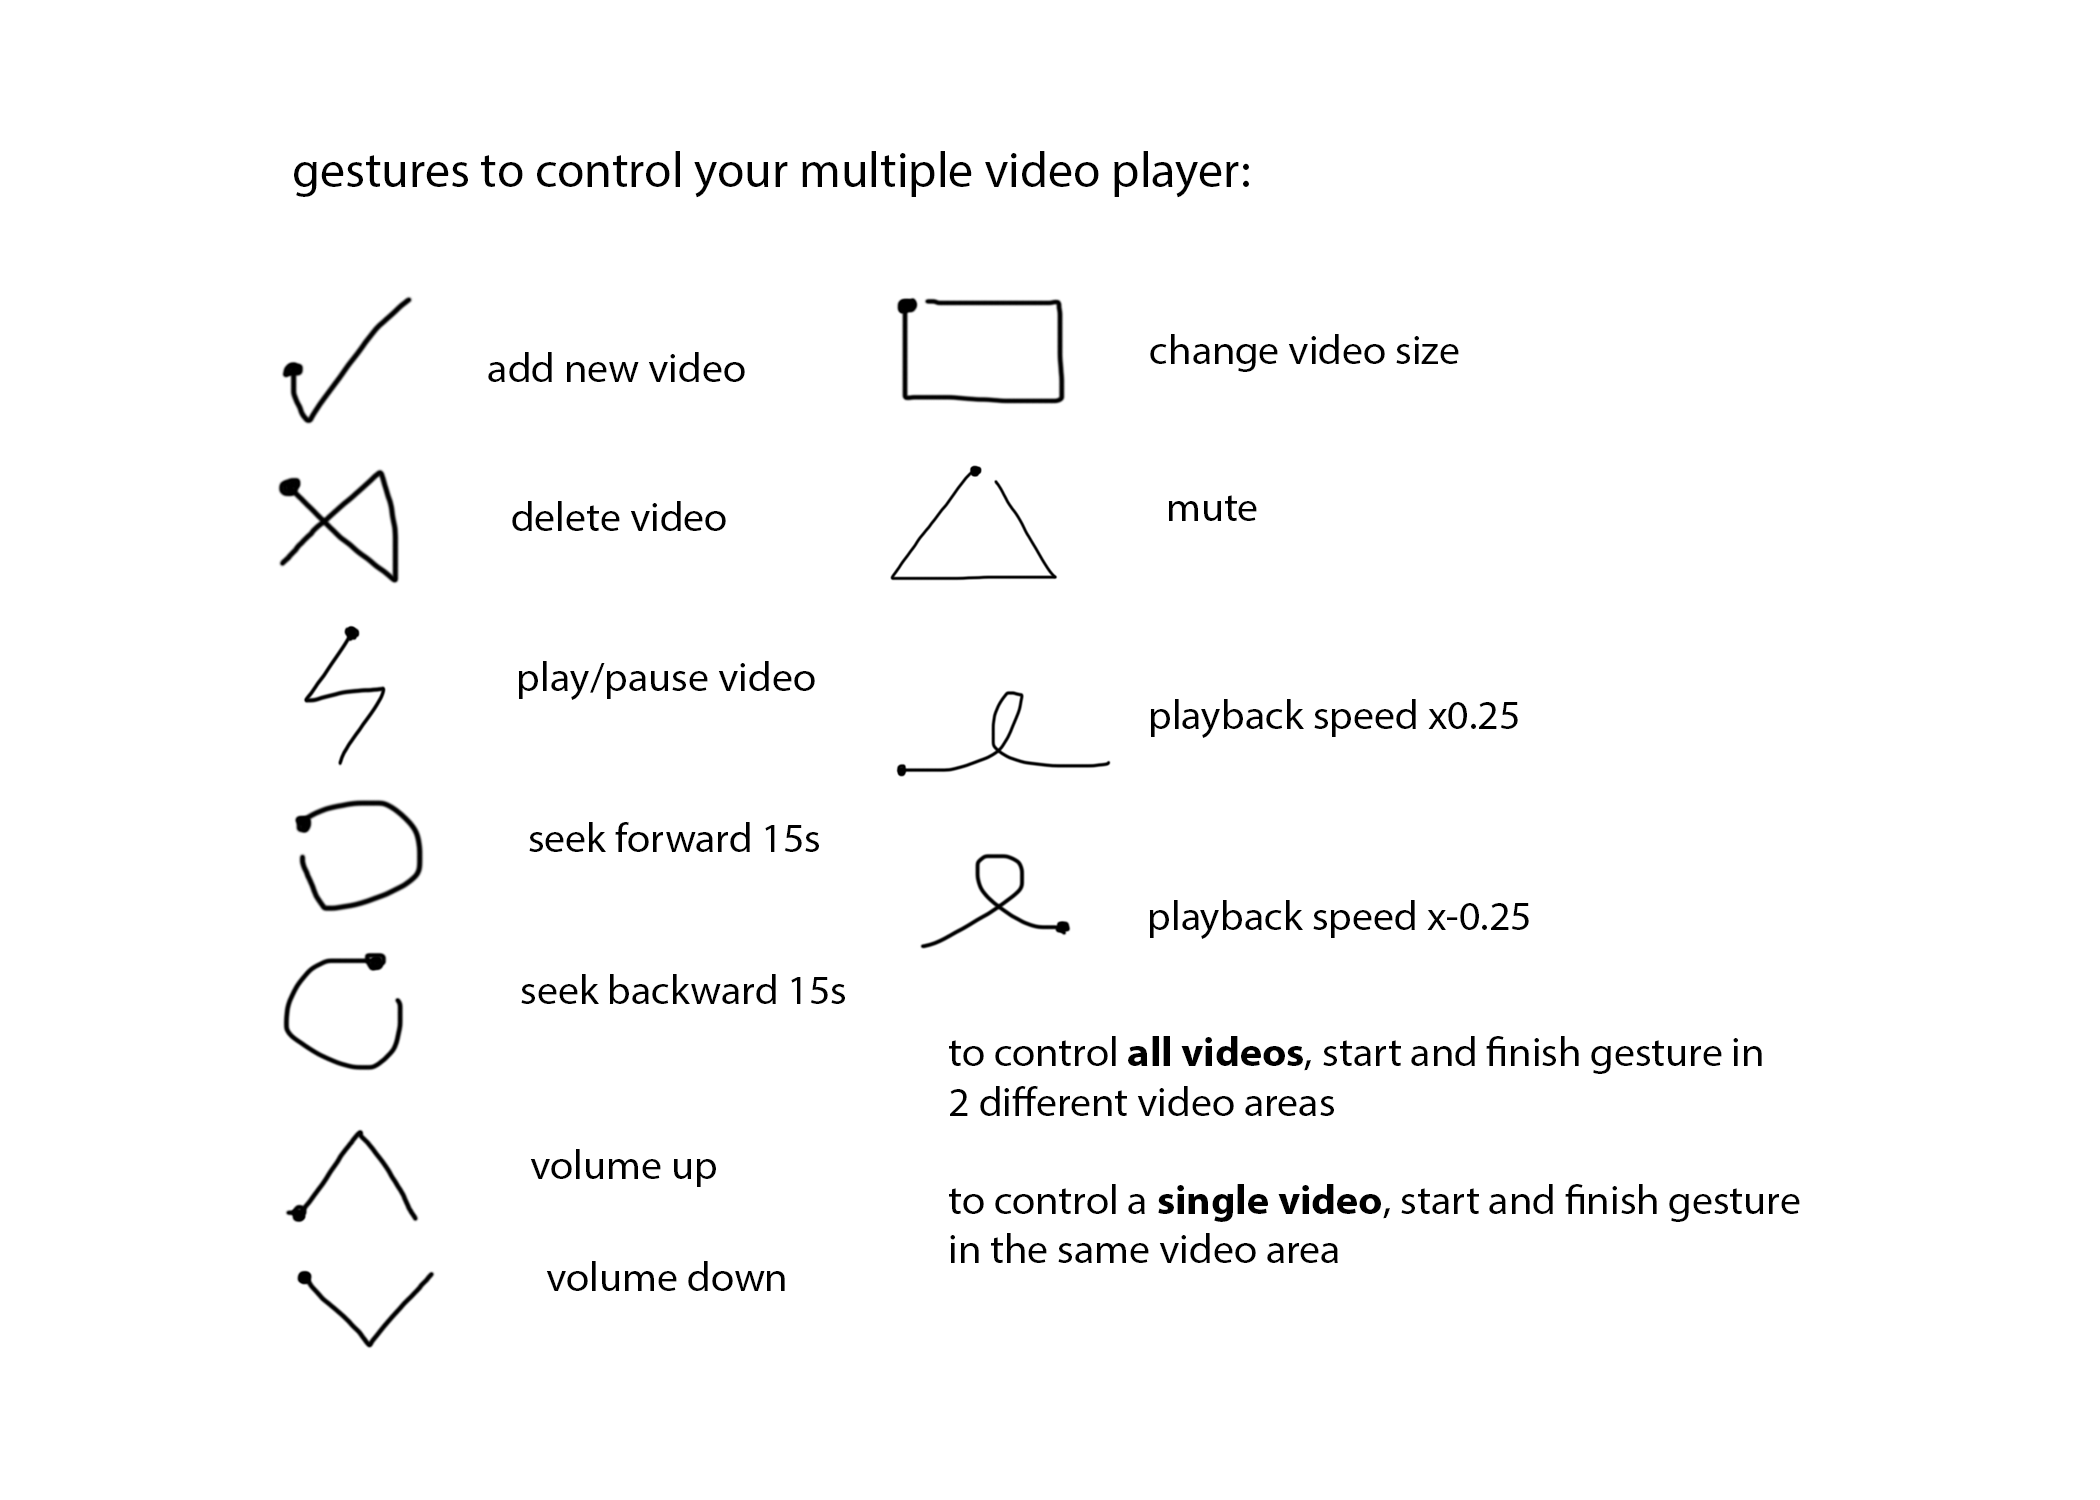 gestures to control your multiple video player:
add new video
delete video
play/pause video
seek forward 15s
seek backward 15s
volume up
volume down
change video size
mute
playback speed x0.25
playback speed x-0.25
to control all videos, start and finish gesture in
2 different video areas
to control a single video, start and finish gesture
in the same video area